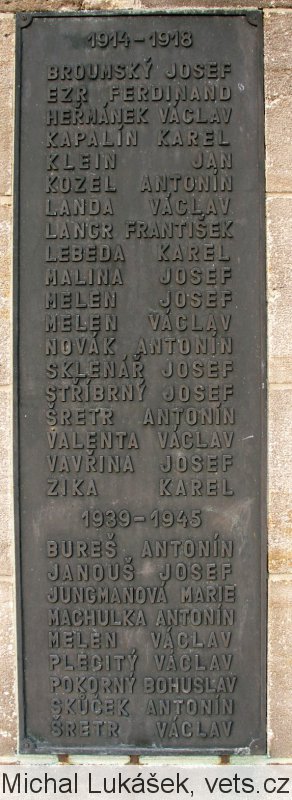 1914-1918
BROUMSKÝ JOSEF
EZR FERDINAND
HEŘMÁNEK VÁCLAV
KAPALÍN KAREL
KLEIN JAN
KOZEL ANTONÍN
LANDA VÁCLAV
LANGR FRANTIŠEK
LEBEDA KAREL
MALINA JOSEF
MELEN JOSEF
MELEN VÁCLAV
NOVÁK ANTONÍN
SKLENÁŘ JOSEF
STŘÍBRNÝ JOSEF
ŠRETR ANTONÍN
VALENTA VÁCLAV
VAVŘINA JOSEF
ZIKA KAREL
1939-1945
BUREŠ ANTONÍN
JANOUŠ JOSEF
JUNGMANOVÁ MARIE
MACHULKA ANTONÍN
MELEN VÁCLAV
PLECITÝ VÁCLAV
POKORNÝ BOHUSLAV
SKŮČEK ANTONÍN
ŠRETR VÁCLAV
Michal Lukášek, vets.cz